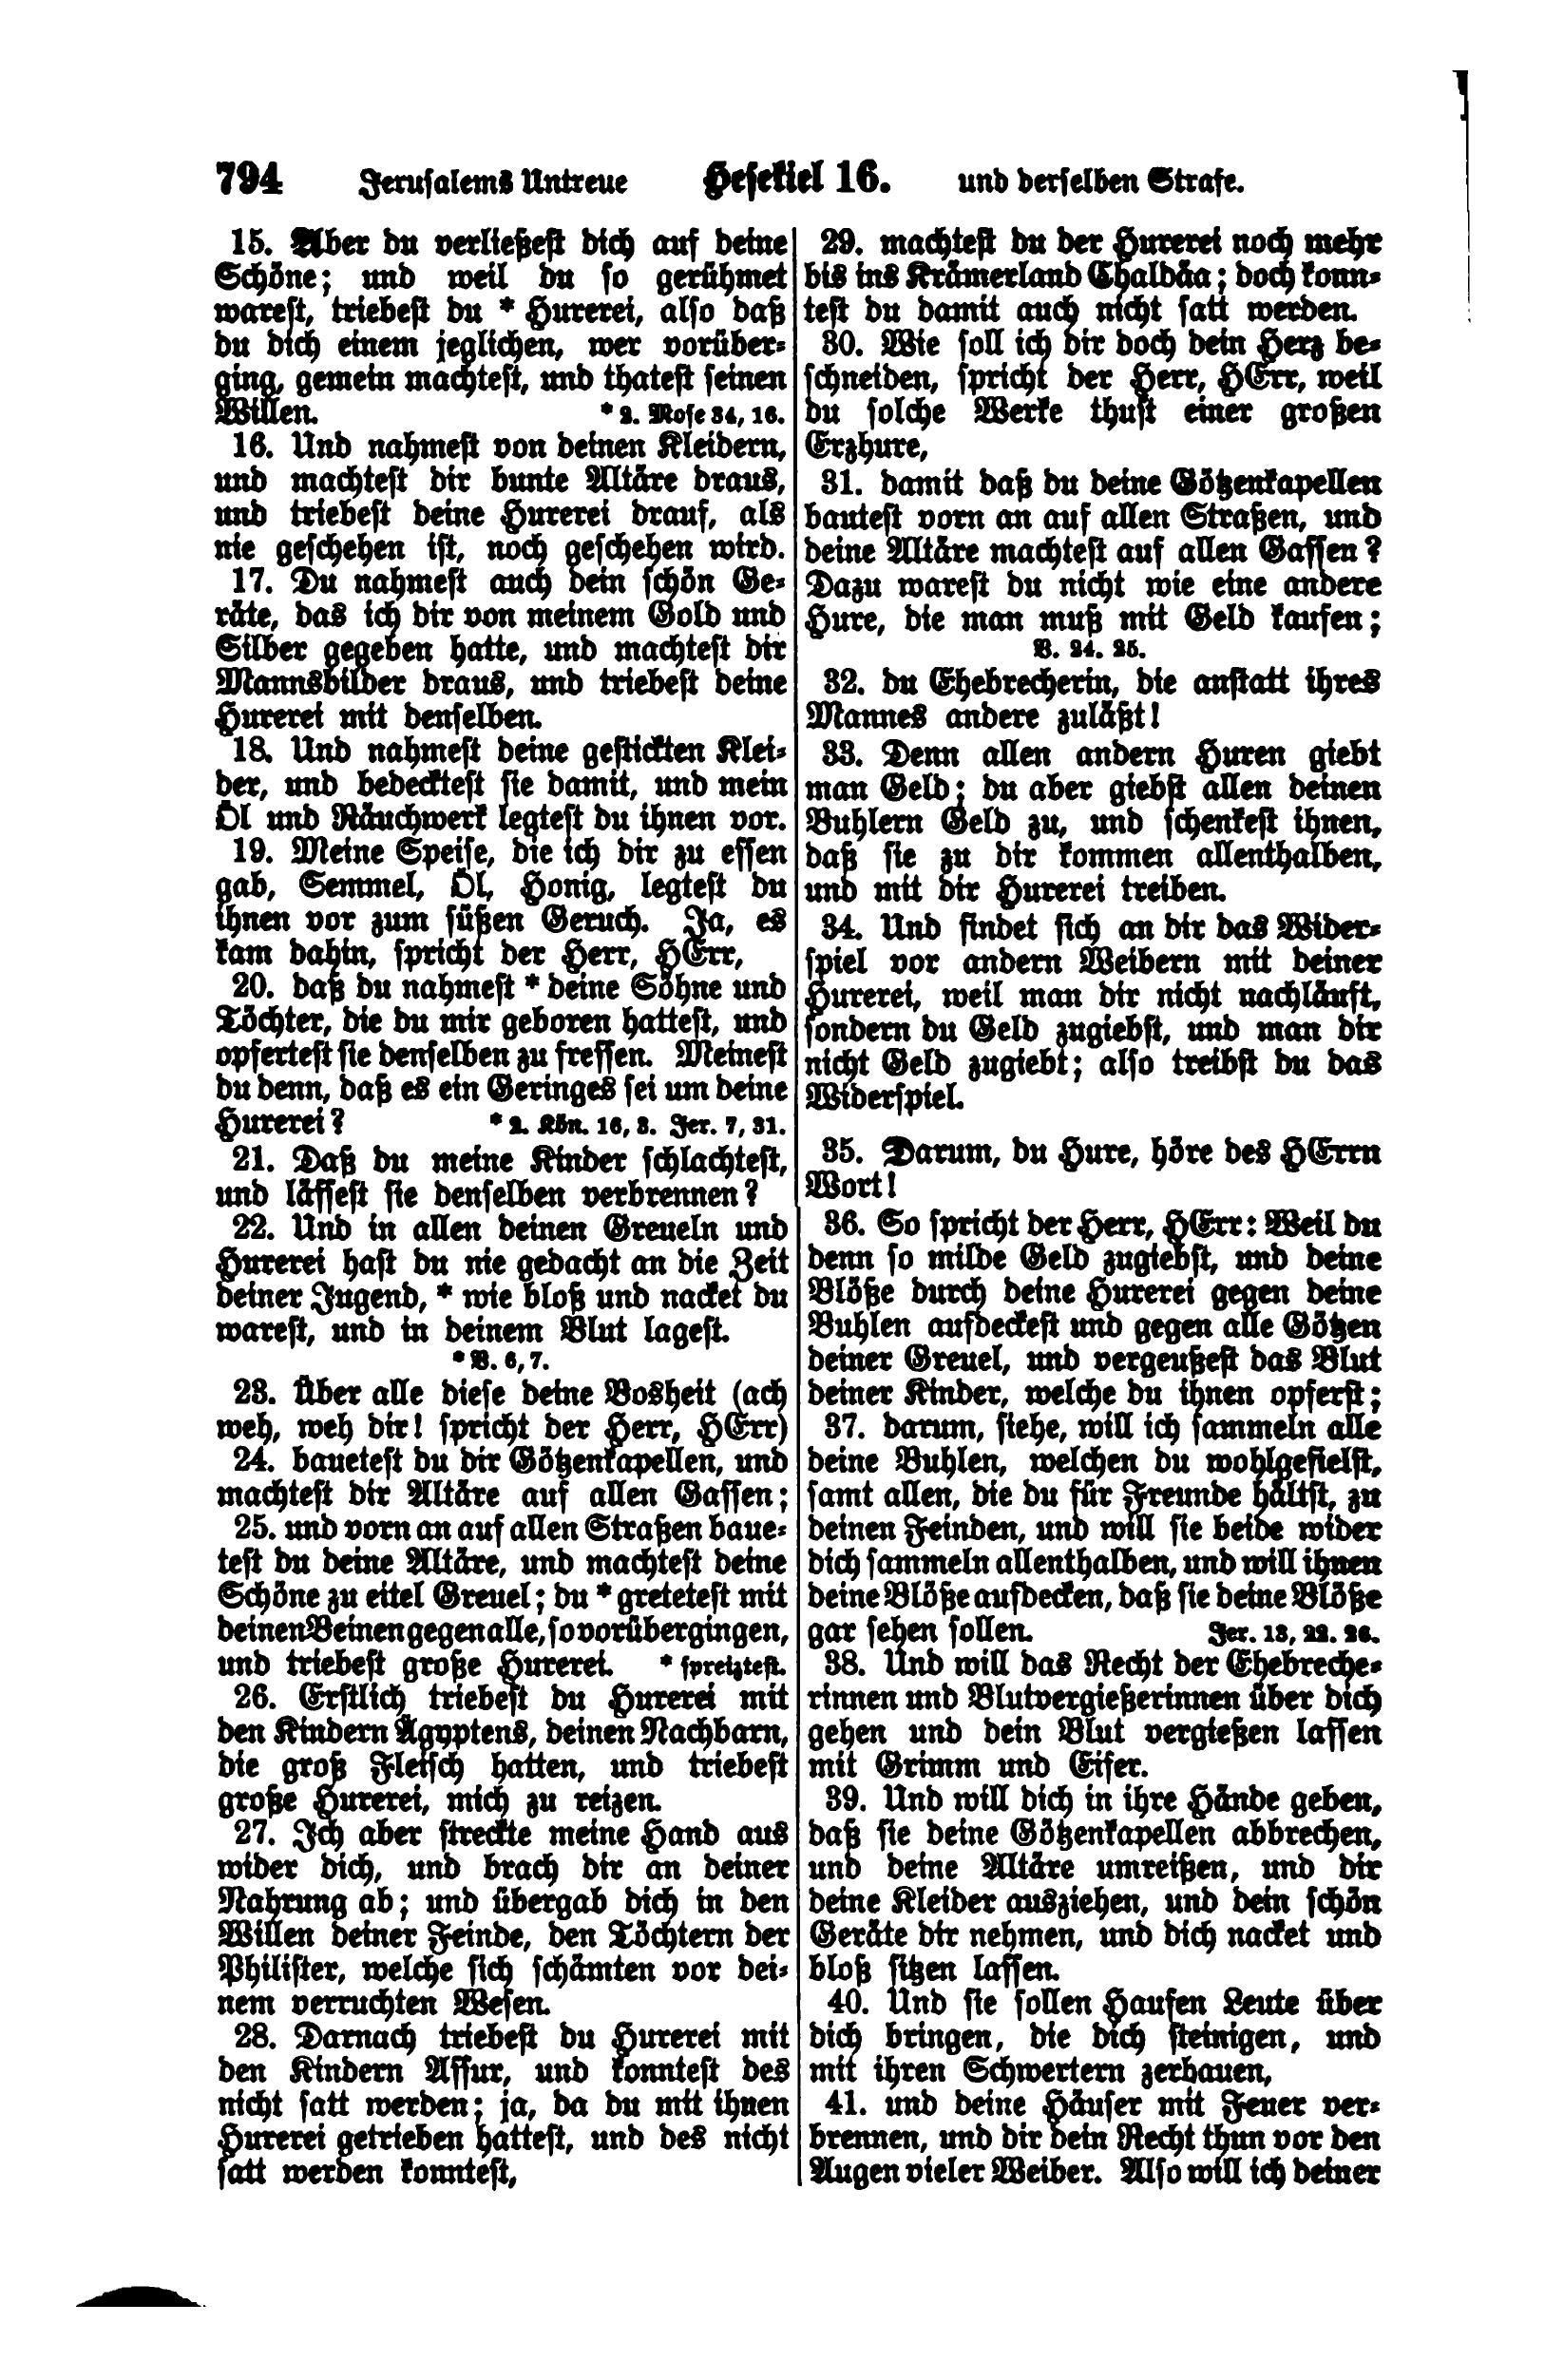 794 Jerusalems Untreue Hesekiel 16. und derselben Strafe.
15. Aber du verließest dich auf deine
Schöne; und weil du so gerühmet
warest, triebest du * Hurerei, also daß
du dich einem jeglichen, wer vorüber-
ging, gemein machtest, und thatest seinen
Willen. * 2. Mose 34, 16.
16. Und nahmest von deinen Kleidern,
und machtest dir bunte Altäre draus,
und triebest deine Hurerei drauf, als
nie geschehen ist, noch geschehen wird.
17. Du nahmest auch dein schön Ge-
räte, das ich dir von meinem Gold und
Silber gegeben hatte, und machtest dir
Mannsbilder draus, und triebest deine
Hurerei mit denselben.
18. Und nahmest deine gestickten Klei-
der, und bedecktest sie damit, und mein
Öl und Räuchwerk legtest du ihnen vor.
19. Meine Speise, die ich dir zu essen
gab, Semmel, Öl, Honig, legtest du
ihnen vor zum süßen Geruch. Ja, es
kam dahin, spricht der Herr, HErr,
20. daß du nahmest * deine Söhne und
Töchter, die du mir geboren hattest, und
opfertest sie denselben zu fressen. Meinest
du denn, daß es ein Geringes sei um deine
Hurerei? * 2. Kön. 16, 3. Jer. 7, 31.
21. Daß du meine Kinder schlachtest,
und lässest sie denselben verbrennen?
22. Und in allen deinen Greueln und
Hurerei hast du nie gedacht an die Zeit
deiner Jugend, * wie bloß und nacket du
warest, und in deinem Blut lagest.
* V. 6, 7.
23. Über alle diese deine Bosheit (ach
weh, weh dir! spricht der Herr, HErr)
24. bauetest du dir Götzenkapellen, und
machtest dir Altäre auf allen Gassen;
25. und vorn an auf allen Straßen baue-
test du deine Altäre, und machtest deine
Schöne zu eitel Greuel; du * gretetest mit
deinen Beinen gegen alle, so vorübergingen,
und triebest große Hurerei. * spreiztest.
26. Erstlich triebest du Hurerei mit
den Kindern Ägyptens, deinen Nachbarn,
die groß Fleisch hatten, und triebest
große Hurerei, mich zu reizen.
27. Ich aber streckte meine Hand aus
wider dich, und brach dir an deiner
Nahrung ab; und übergab dich in den
Willen deiner Feinde, den Töchtern der
Philister, welche sich schämten vor dei-
nem verruchten Wesen.
28. Darnach triebest du Hurerei mit
den Kindern Assur, und konntest des
nicht satt werden; ja, da du mit ihnen
Hurerei getrieben hattest, und des nicht
satt werden konntest,
29. machtest du der Hurerei noch mehr
bis ins Krämerland Chaldäa; doch konn-
test du damit auch nicht satt werden.
30. Wie soll ich dir doch dein Herz be-
schneiden, spricht der Herr, HErr, weil
du solche Werke thust einer großen
Erzhure,
31. damit daß du deine Götzenkapellen
bautest vorn an auf allen Straßen, und
deine Altäre machtest auf allen Gassen?
Dazu warest du nicht wie eine andere
Hure, die man muß mit Geld kaufen;
V. 24. 25.
32. du Ehebrecherin, die anstatt ihres
Mannes andere zuläßt!
33. Denn allen andern Huren giebt
man Geld; du aber giebst allen deinen
Buhlern Geld zu, und schenkest ihnen,
daß sie zu dir kommen allenthalben,
und mit dir Hurerei treiben.
34. Und findet sich an dir das Wider-
spiel vor andern Weibern mit deiner
Hurerei, weil man dir nicht nachläuft,
sondern du Geld zugiebst, und man dir
nicht Geld zugiebt; also treibst du das
Widerspiel.
35. Darum, du Hure, höre des HErrn
Wort!
36. So spricht der Herr, HErr: Weil du
denn so milde Geld zugiebst, und deine
Blöße durch deine Hurerei gegen deine
Buhlen aufdeckest und gegen alle Götzen
deiner Greuel, und vergeußest das Blut
deiner Kinder, welche du ihnen opferst;
37. darum, siehe, will ich sammeln alle
deine Buhlen, welchen du wohlgefielst,
samt allen, die du für Freunde hältst, zu
deinen Feinden, und will sie beide wider
dich sammeln allenthalben, und will ihnen
deine Blöße aufdecken, daß sie deine Blöße
gar sehen sollen. Jer. 13, 22. 26.
38. Und will das Recht der Ehebreche-
rinnen und Blutvergießerinnen über dich
gehen und dein Blut vergießen lassen
mit Grimm und Eifer.
39. Und will dich in ihre Hände geben,
daß sie deine Götzenkapellen abbrechen,
und deine Altäre umreißen, und dir
deine Kleider ausziehen, und dein schön
Geräte dir nehmen, und dich nacket und
bloß sitzen lassen.
40. Und sie sollen Haufen Leute über
dich bringen, die dich steinigen, und
mit ihren Schwertern zerhauen,
41. und deine Häuser mit Feuer ver-
brennen, und dir dein Recht thun vor den
Augen vieler Weiber. Also will ich deiner